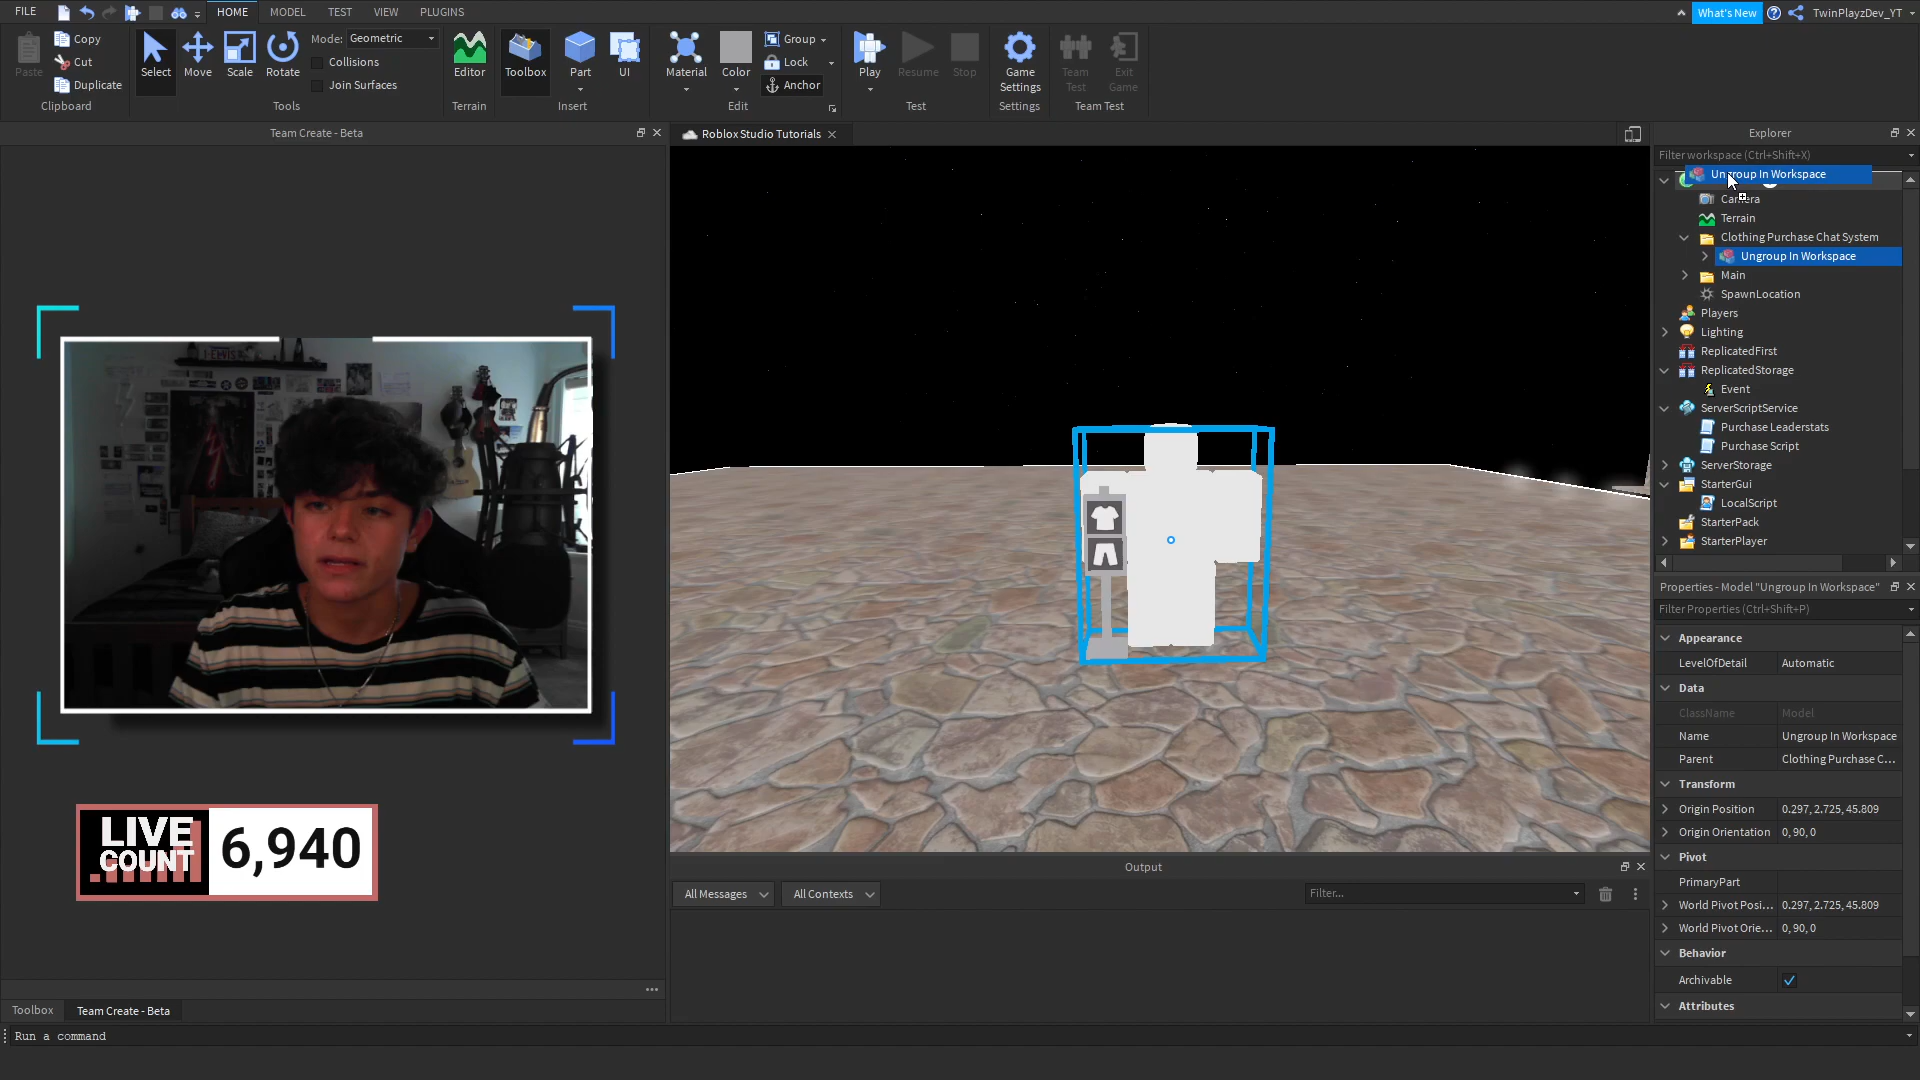 FILE
HOME
MODEL
TEST
VIEW
PLUGINS
What's New
TwinPlayzDev_YT
Paste
Copy
Cut
Duplicate
Clipboard
Select
Move
Scale
Rotate
Mode: Geometric
Collisions
Join Surfaces
Tools
Editor
Terrain
Toolbox
Part
UI
Insert
Material
Color
Group
Lock
Anchor
Edit
Play
Resume
Stop
Test
Game Settings
Settings
Team Test
Exit Game
Team Test
Team Create - Beta
Roblox Studio Tutorials
Explorer
Filter workspace (Ctrl+Shift+X)
Ungroup In Workspace
Camera
Terrain
Clothing Purchase Chat System
Ungroup In Workspace
Main
SpawnLocation
Players
Lighting
ReplicatedFirst
ReplicatedStorage
Event
ServerScriptService
Purchase Leaderstats
Purchase Script
ServerStorage
StarterGui
LocalScript
StarterPack
StarterPlayer
Properties - Model "Ungroup In Workspace"
Filter Properties (Ctrl+Shift+P)
Appearance
LevelOfDetail Automatic
Data
ClassName Model
Name Ungroup In Workspace
Parent Clothing Purchase C...
Transform
Origin Position 0.297, 2.725, 45.809
Origin Orientation 0, 90, 0
Pivot
PrimaryPart
World Pivot Posi... 0.297, 2.725, 45.809
World Pivot Orie... 0, 90, 0
Behavior
Archivable
Attributes
LIVE COUNT
6,940
Output
All Messages
All Contexts
Filter...
Toolbox
Team Create - Beta
Run a command